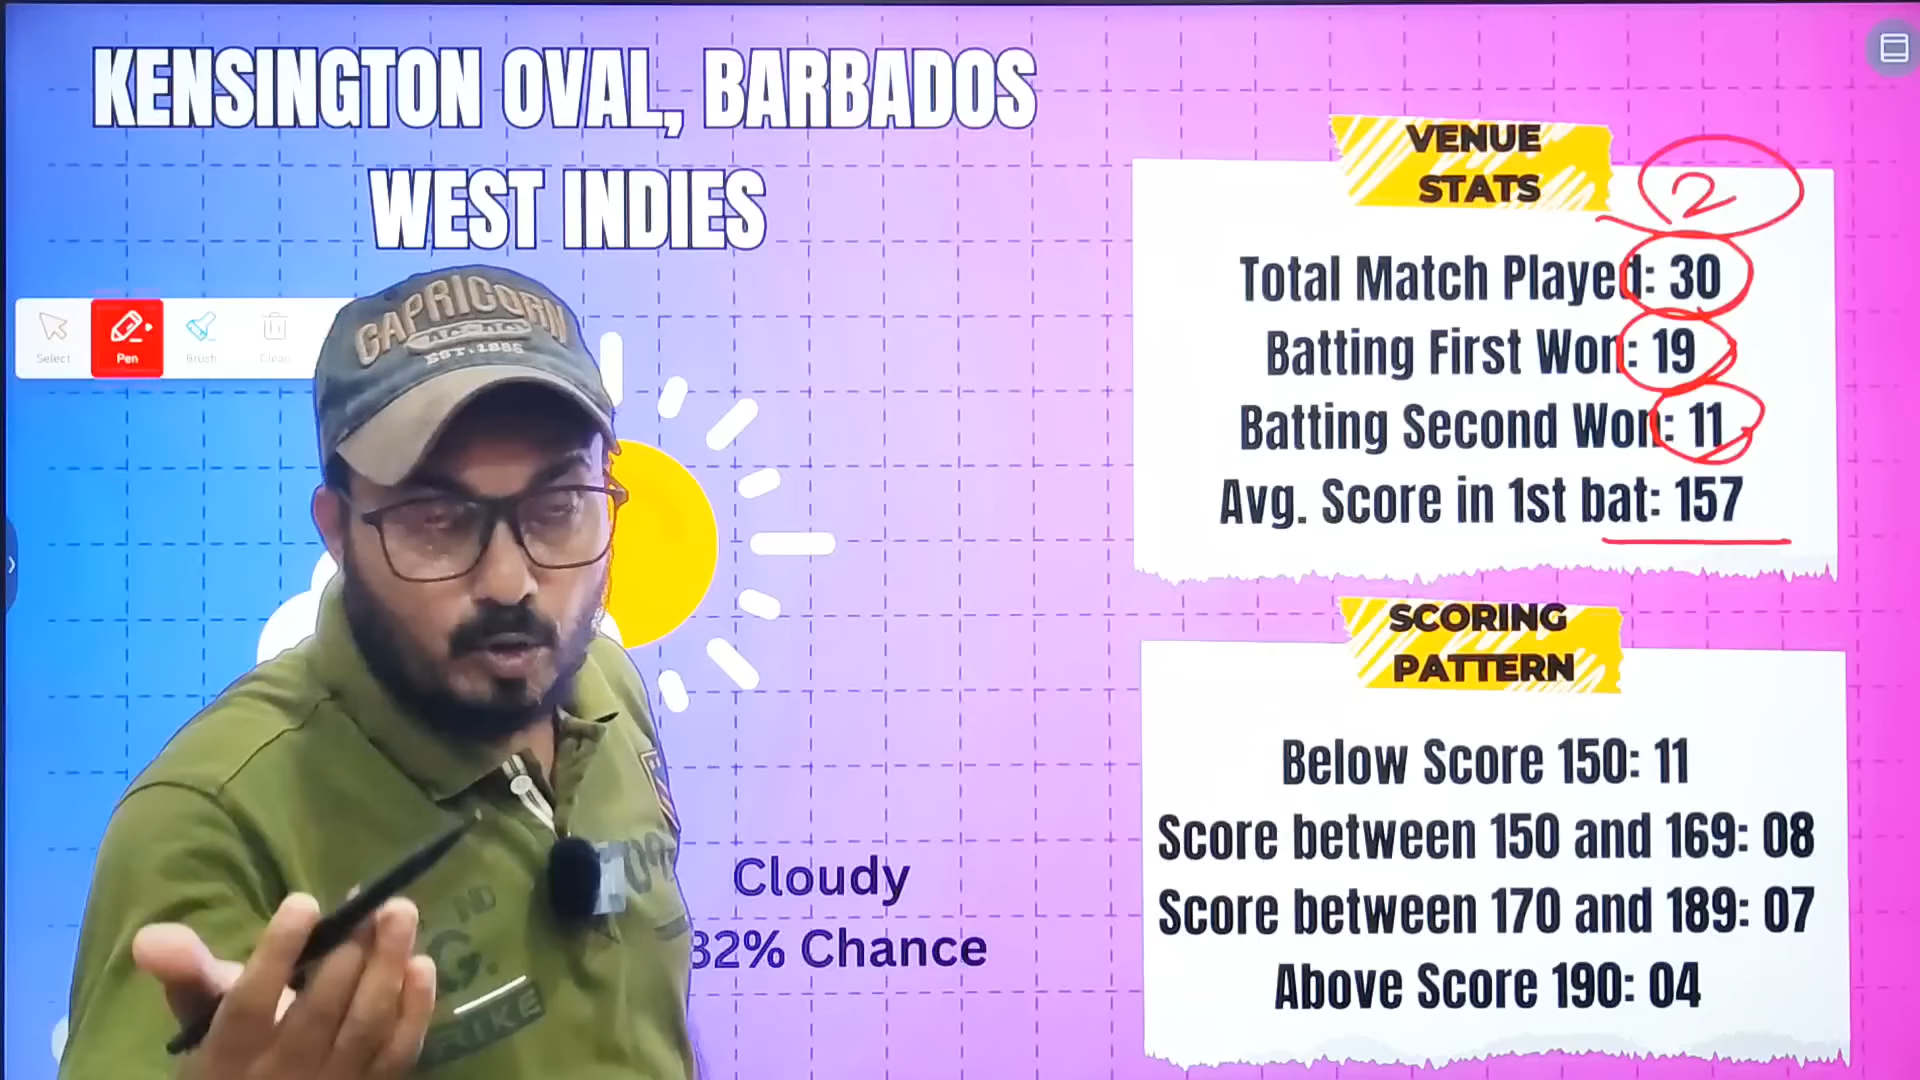 KENSINGTON OVAL, BARBADOS
WEST INDIES
Select
Pen
Brush
Clean
CAPRICORN
EST. 1885
Cloudy
32% Chance
VENUE
STATS
2
Total Match Played: 30
Batting First Won: 19
Batting Second Won: 11
Avg. Score in 1st bat: 157
SCORING
PATTERN
Below Score 150: 11
Score between 150 and 169: 08
Score between 170 and 189: 07
Above Score 190: 04